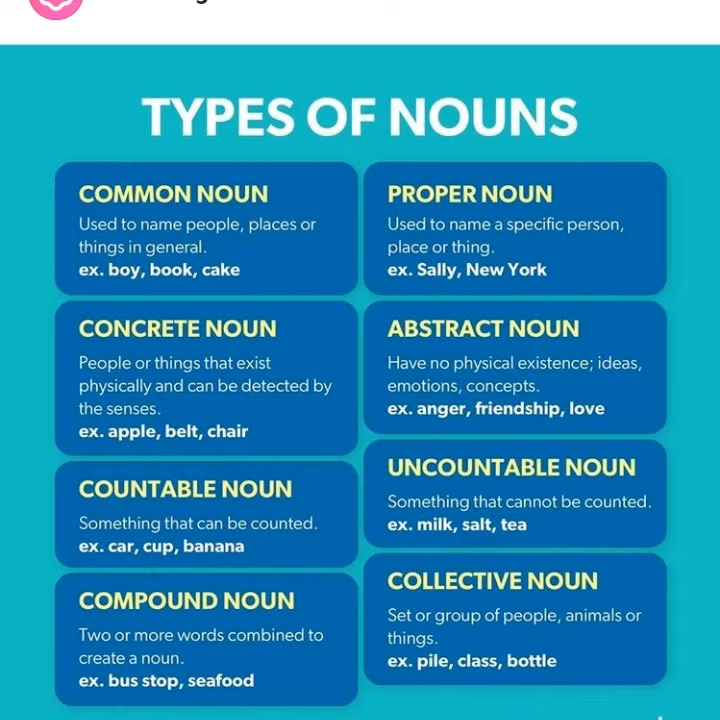 TYPES OF NOUNS
COMMON NOUN
Used to name people, places or
things in general.
ex. boy, book, cake
PROPER NOUN
Used to name a specific person,
place or thing.
ex. Sally, New York
CONCRETE NOUN
People or things that exist
physically and can be detected by
the senses.
ex. apple, belt, chair
ABSTRACT NOUN
Have no physical existence; ideas,
emotions, concepts.
ex. anger, friendship, love
COUNTABLE NOUN
Something that can be counted.
ex. car, cup, banana
UNCOUNTABLE NOUN
Something that cannot be counted.
ex. milk, salt, tea
COMPOUND NOUN
Two or more words combined to
create a noun.
ex. bus stop, seafood
COLLECTIVE NOUN
Set or group of people, animals or
things.
ex. pile, class, bottle